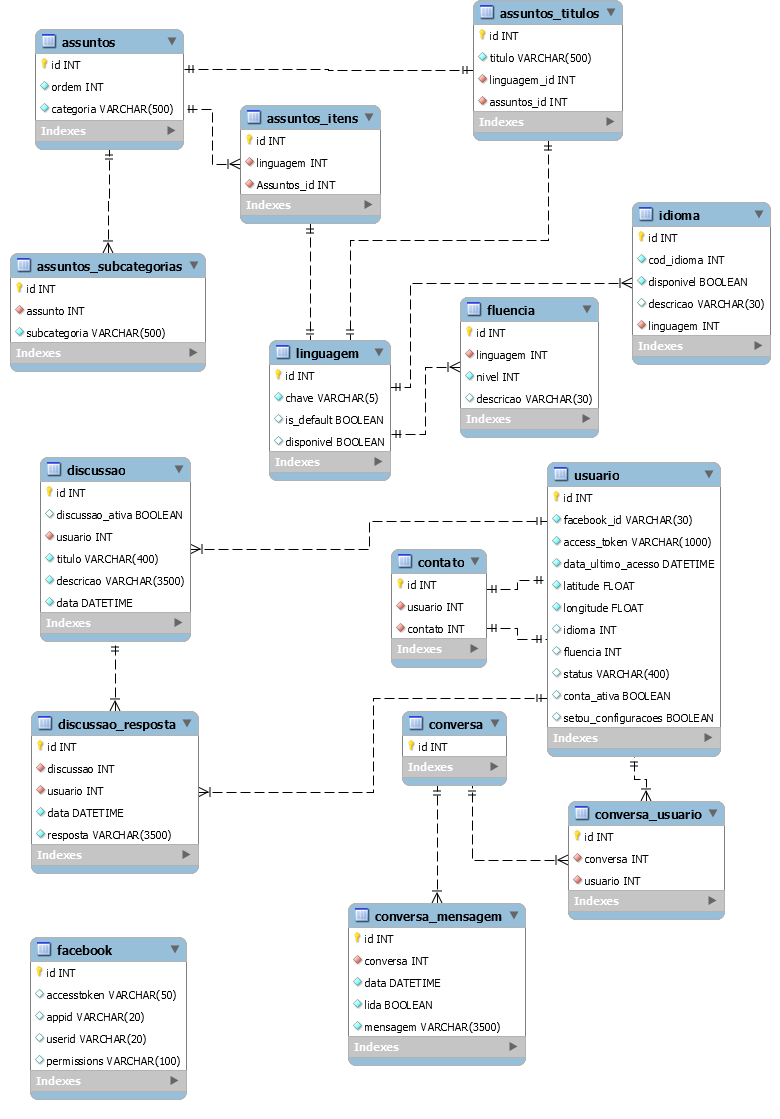 assuntos
id INT
ordem INT
categoria VARCHAR(500)
Indexes
assuntos_titulos
id INT
titulo VARCHAR(500)
linguagem_id INT
assuntos_id INT
Indexes
assuntos_itens
id INT
linguagem INT
Assuntos_id INT
Indexes
idioma
id INT
cod_idioma INT
disponivel BOOLEAN
descricao VARCHAR(30)
linguagem INT
Indexes
assuntos_subcategorias
id INT
assunto INT
subcategoria VARCHAR(500)
Indexes
fluencia
id INT
linguagem INT
nivel INT
descricao VARCHAR(30)
Indexes
linguagem
id INT
chave VARCHAR(5)
is_default BOOLEAN
disponivel BOOLEAN
Indexes
discussao
id INT
discussao_ativa BOOLEAN
usuario INT
titulo VARCHAR(400)
descricao VARCHAR(3500)
data DATETIME
Indexes
usuario
id INT
facebook_id VARCHAR(30)
access_token VARCHAR(1000)
data_ultimo_acesso DATETIME
latitude FLOAT
longitude FLOAT
idioma INT
fluencia INT
status VARCHAR(400)
conta_ativa BOOLEAN
setou_configuracoes BOOLEAN
Indexes
contato
id INT
usuario INT
contato INT
Indexes
discussao_resposta
id INT
discussao INT
usuario INT
data DATETIME
resposta VARCHAR(3500)
Indexes
conversa
id INT
Indexes
conversa_usuario
id INT
conversa INT
usuario INT
Indexes
conversa_mensagem
id INT
conversa INT
data DATETIME
lida BOOLEAN
mensagem VARCHAR(3500)
Indexes
facebook
id INT
accesstoken VARCHAR(50)
appid VARCHAR(20)
userid VARCHAR(20)
permissions VARCHAR(100)
Indexes